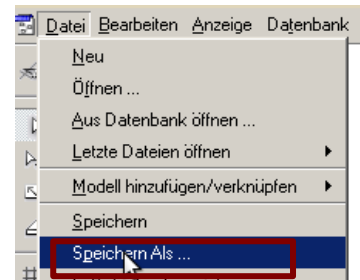 Datei Bearbeiten Anzeige Datenbank
Neu
Öffnen ...
Aus Datenbank öffnen ...
Letzte Dateien öffnen
Modell hinzufügen/verknüpfen
Speichern
Speichern Als ...